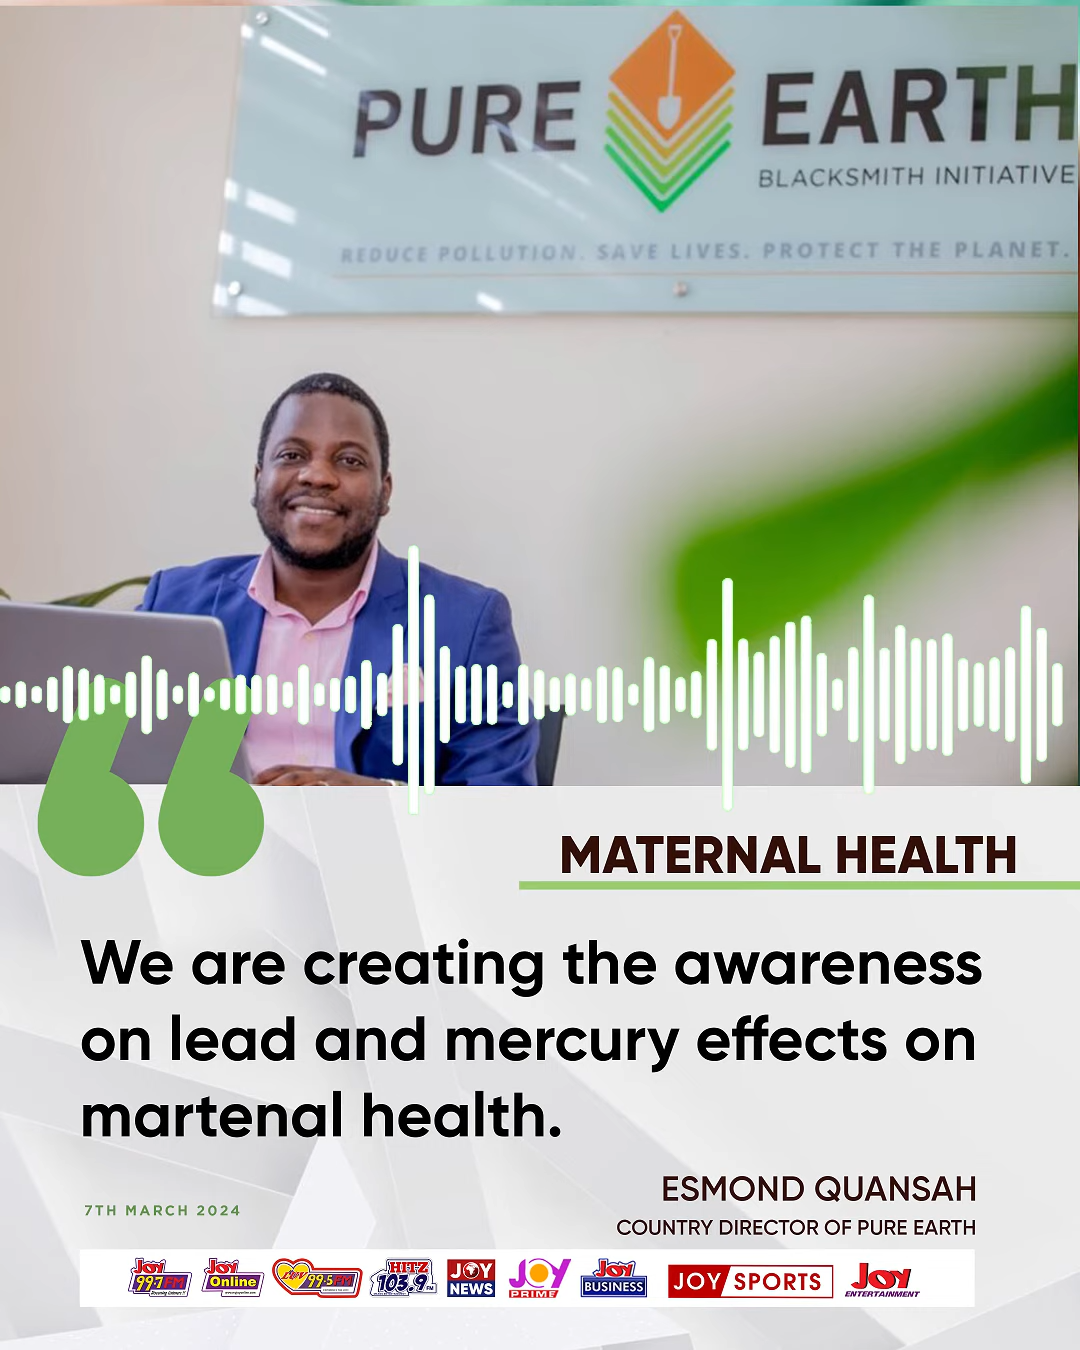 PURE EARTH
BLACKSMITH INITIATIVE
REDUCE POLLUTION. SAVE LIVES. PROTECT THE PLANET.
MATERNAL HEALTH
We are creating the awareness
on lead and mercury effects on
martenal health.
ESMOND QUANSAH
7TH MARCH 2024
COUNTRY DIRECTOR OF PURE EARTH
JOY 99.7 FM
JOY Online
Luv 99.5 FM
HITZ 103.9 FM
JOY NEWS
JOY PRIME
JOY BUSINESS
JOY SPORTS
JOY ENTERTAINMENT